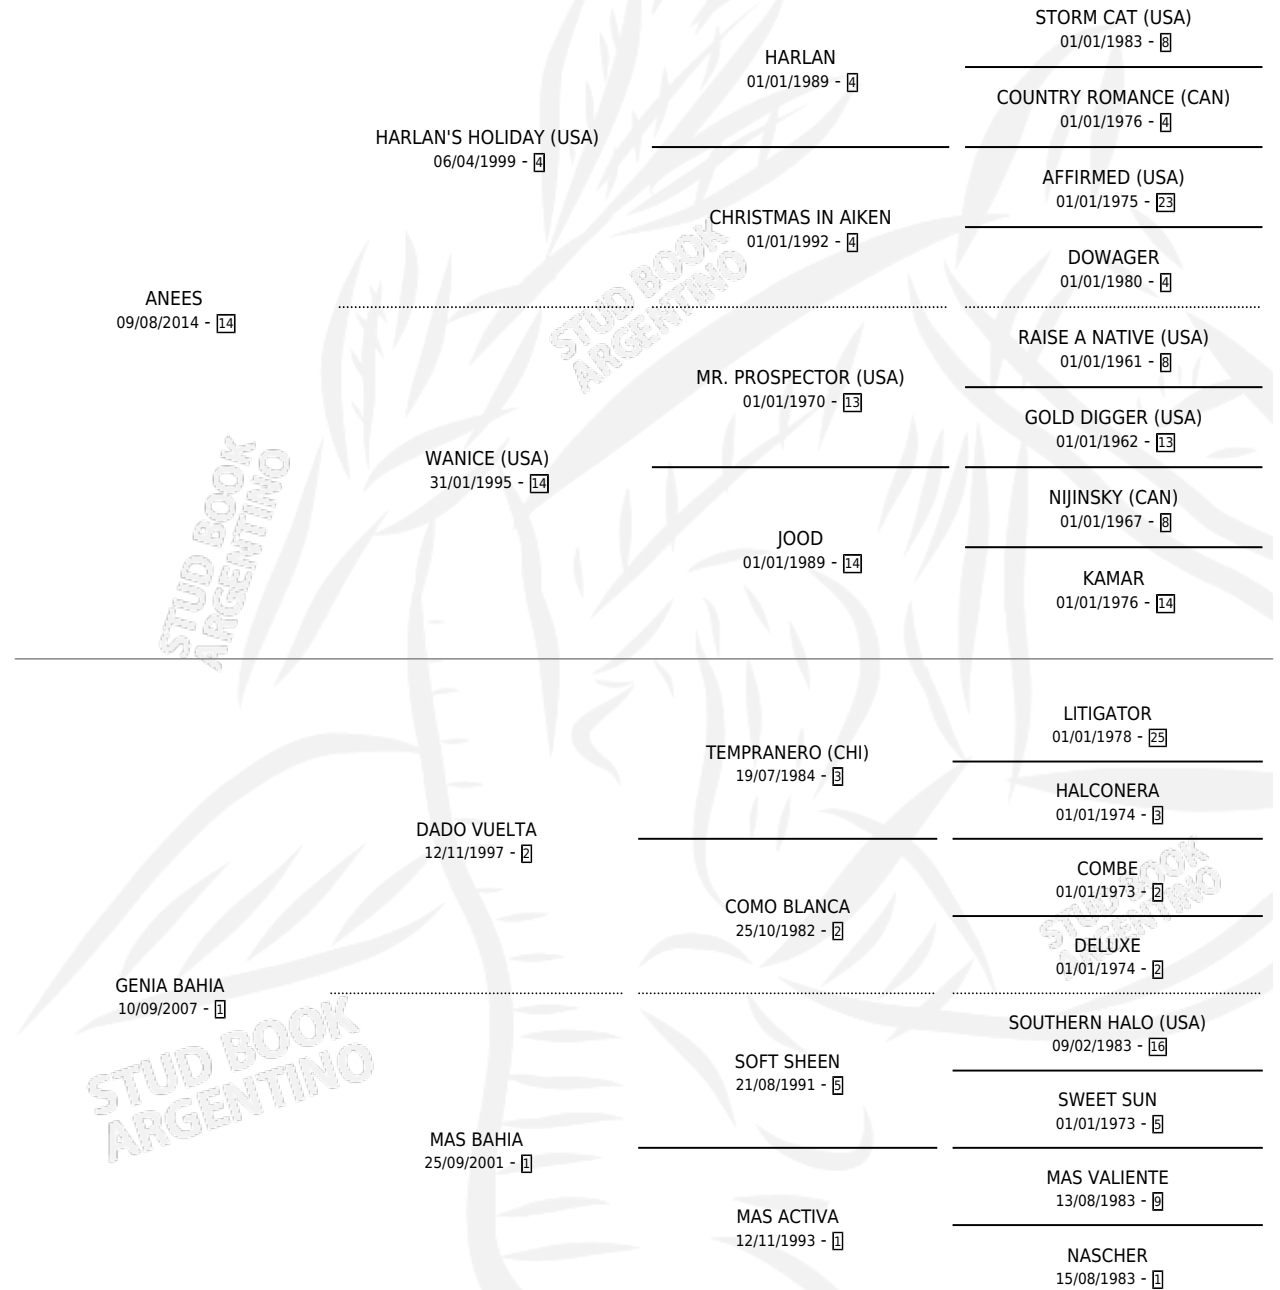 STORM CAT (USA)
01/01/1983 - 8
HARLAN
01/01/1989 - 4
COUNTRY ROMANCE (CAN)
01/01/1976 - 4
HARLAN'S HOLIDAY (USA)
06/04/1999 - 4
AFFIRMED (USA)
01/01/1975 - 23
CHRISTMAS IN AIKEN
01/01/1992 - 4
DOWAGER
01/01/1980 - 4
ANEES
09/08/2014 - 14
STUD BOOK
ARGENTINO
RAISE A NATIVE (USA)
01/01/1961 - 8
MR. PROSPECTOR (USA)
01/01/1970 - 13
GOLD DIGGER (USA)
01/01/1962 - 13
WANICE (USA)
31/01/1995 - 14
NIJINSKY (CAN)
01/01/1967 - 8
JOOD
01/01/1989 - 14
KAMAR
01/01/1976 - 14
STUD BOOK
ARGENTINO
LITIGATOR
01/01/1978 - 25
TEMPRANERO (CHI)
19/07/1984 - 3
HALCONERA
01/01/1974 - 3
DADO VUELTA
12/11/1997 - 2
COMBE
01/01/1973 - 2
COMO BLANCA
25/10/1982 - 2
DELUXE
01/01/1974 - 2
STUD BOOK
ARGENTINO
GENIA BAHIA
10/09/2007 - 1
STUD BOOK
ARGENTINO
SOUTHERN HALO (USA)
09/02/1983 - 16
SOFT SHEEN
21/08/1991 - 5
SWEET SUN
01/01/1973 - 5
MAS BAHIA
25/09/2001 - 1
MAS VALIENTE
13/08/1983 - 9
MAS ACTIVA
12/11/1993 - 1
NASCHER
15/08/1983 - 1